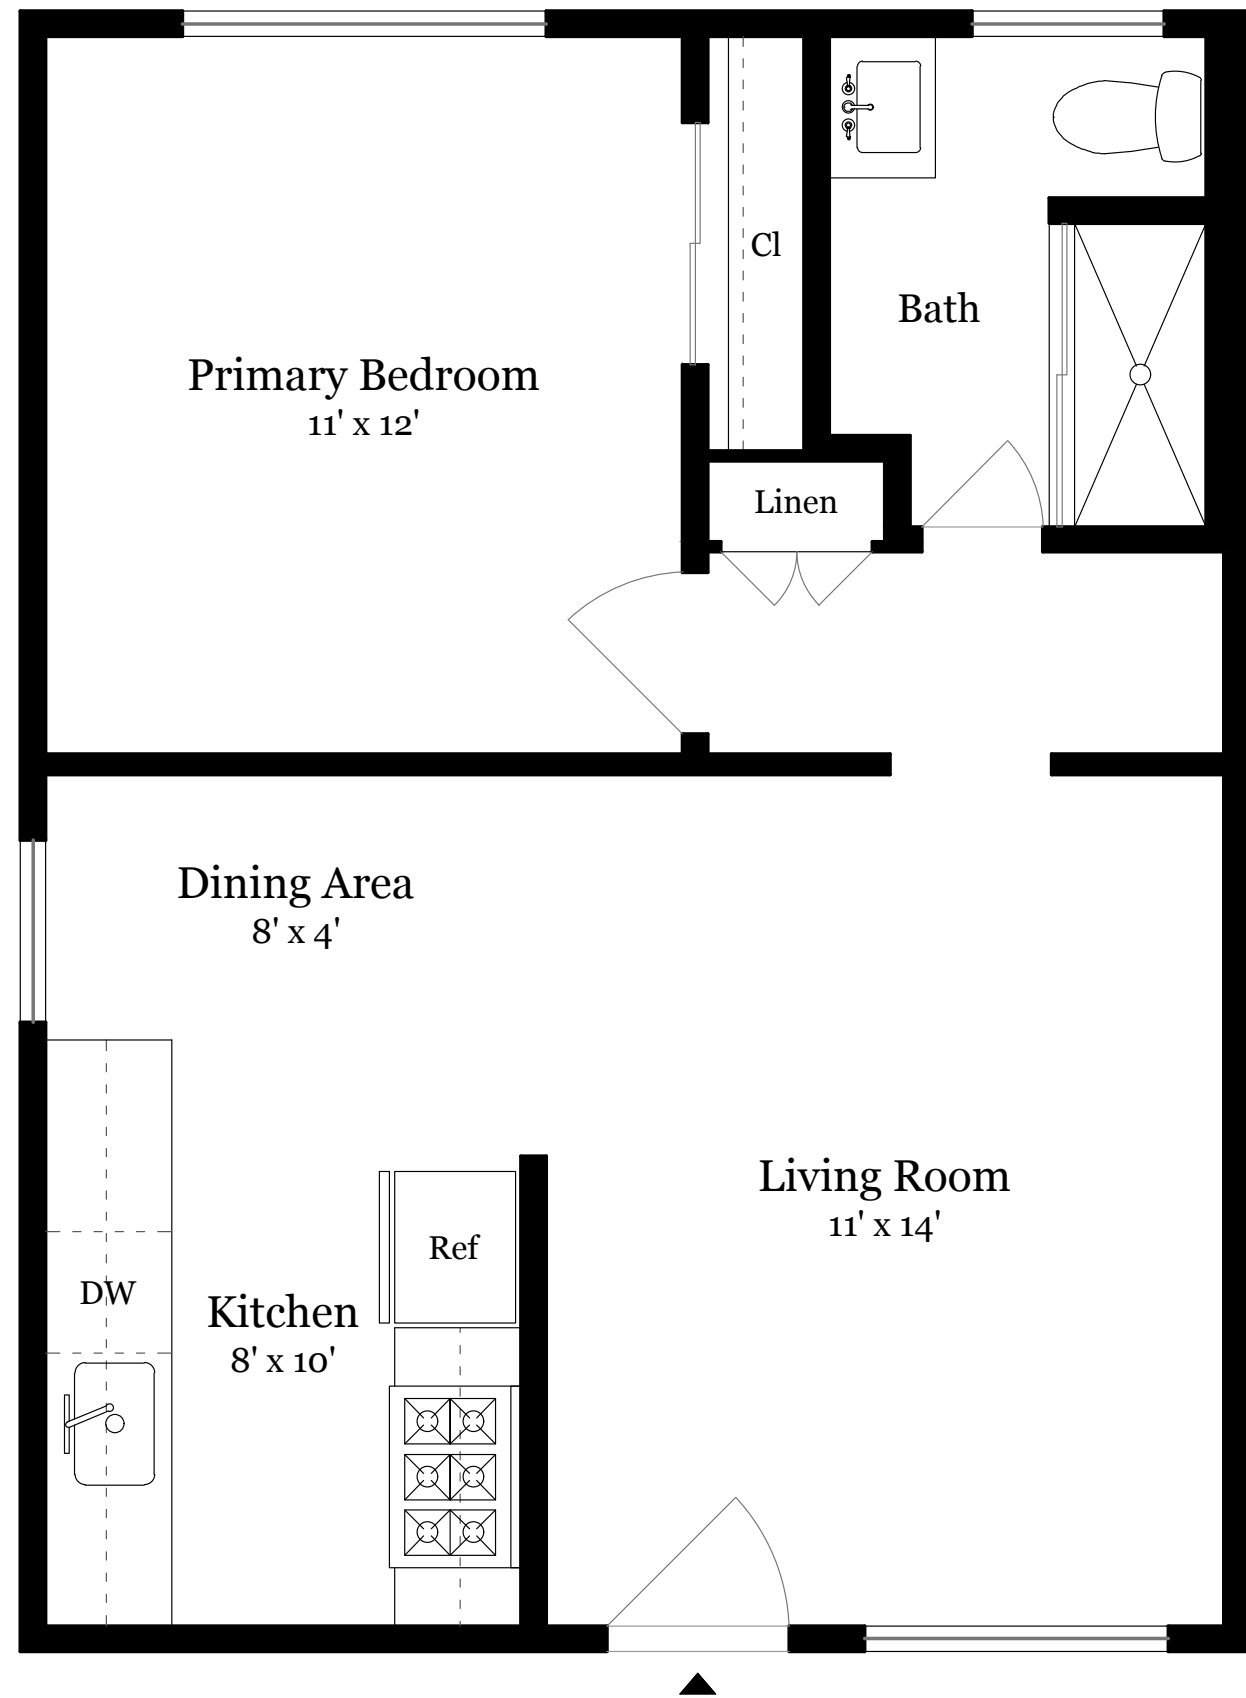 Cl
Bath
Primary Bedroom
11' x 12'
Linen
Dining Area
8' x 4'
Living Room
11' x 14'
Ref
DW
Kitchen
8' x 10'